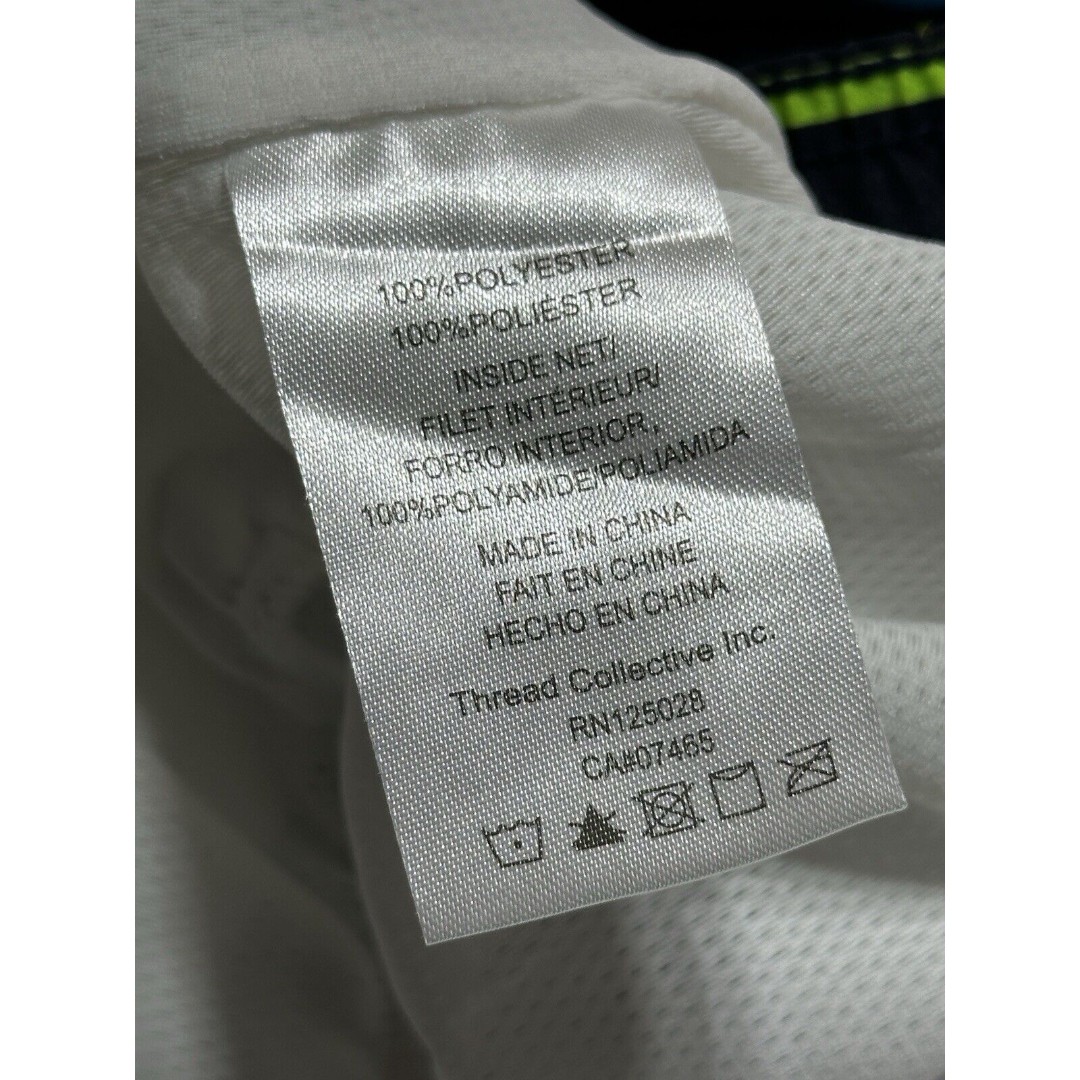 100%POLYESTER
100%POLIÉSTER
INSIDE NET/
FILET INTÉRIEUR/
FORRO INTERIOR,
100%POLYAMIDE/POLIAMIDA
MADE IN CHINA
FAIT EN CHINE
HECHO EN CHINA
Thread Collective Inc.
RN125028
CA#07465